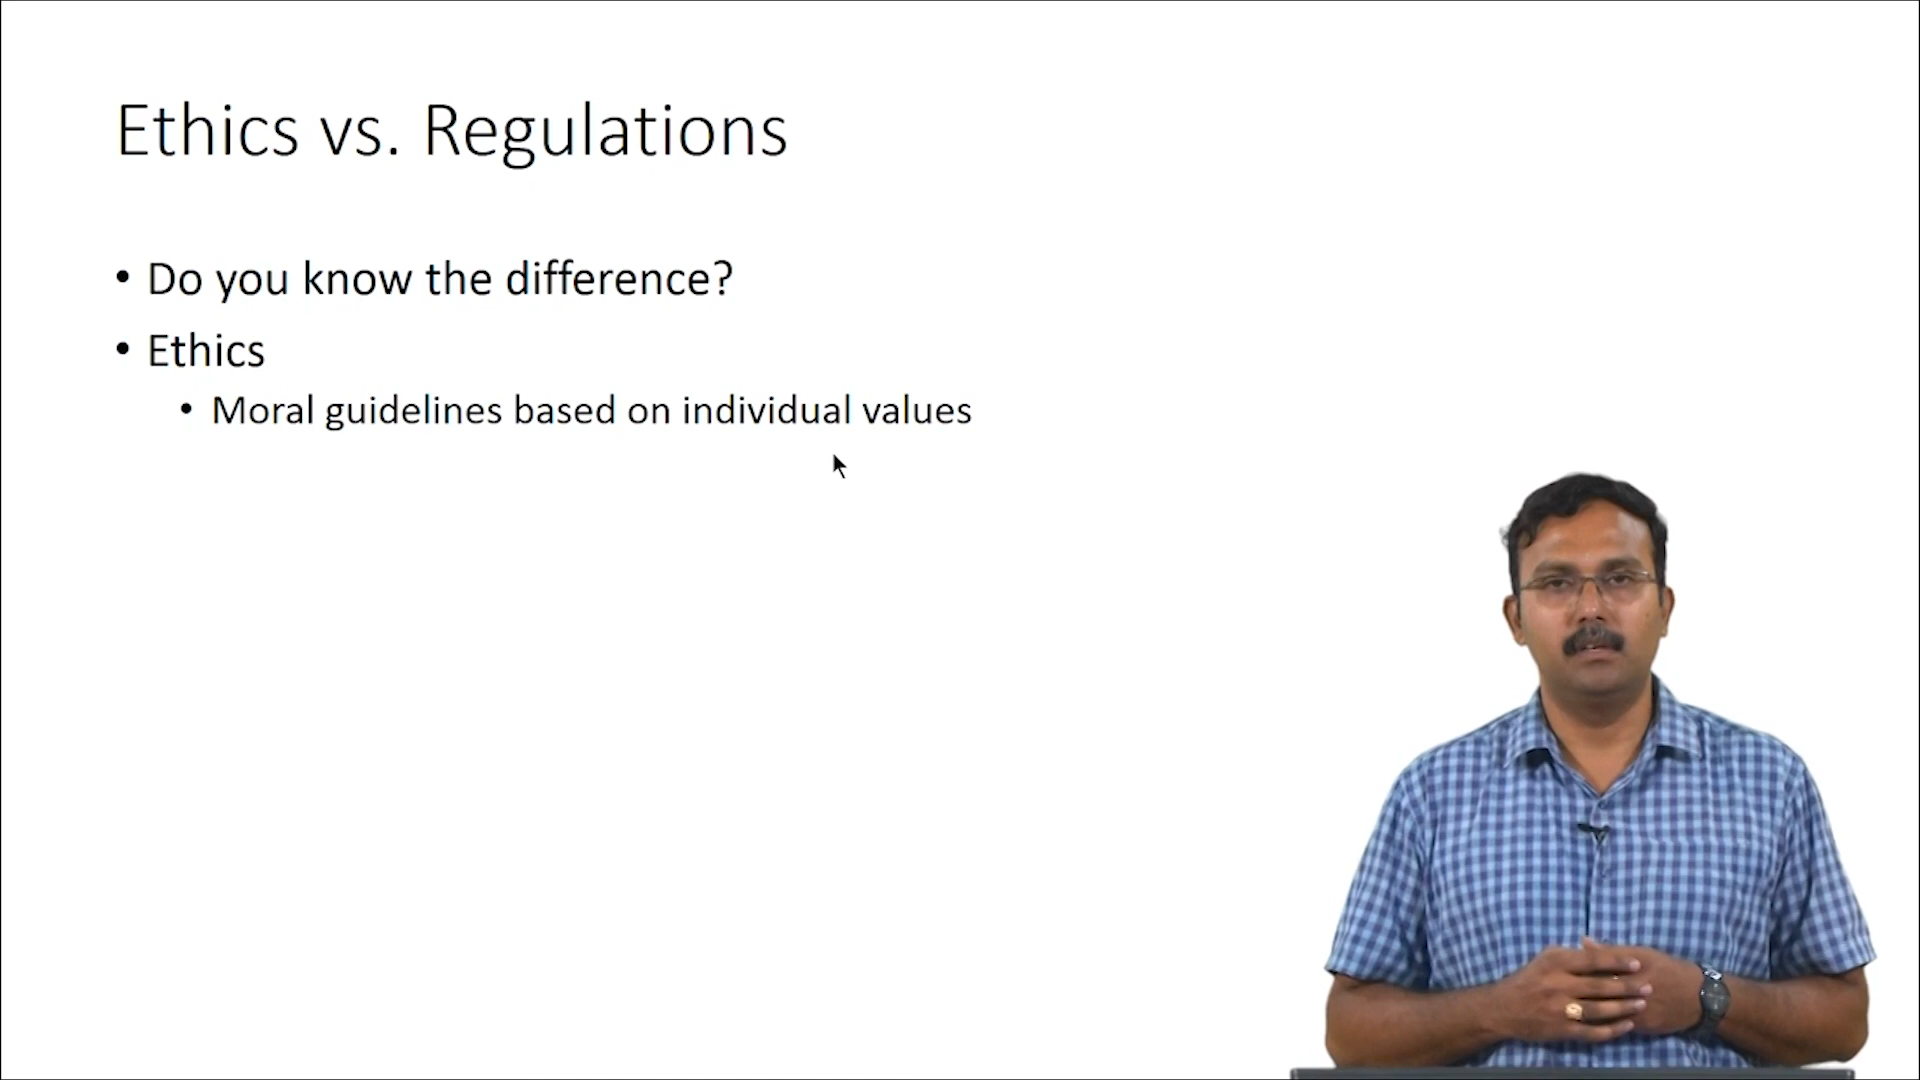 Ethics vs. Regulations
• Do you know the difference?
• Ethics
• Moral guidelines based on individual values